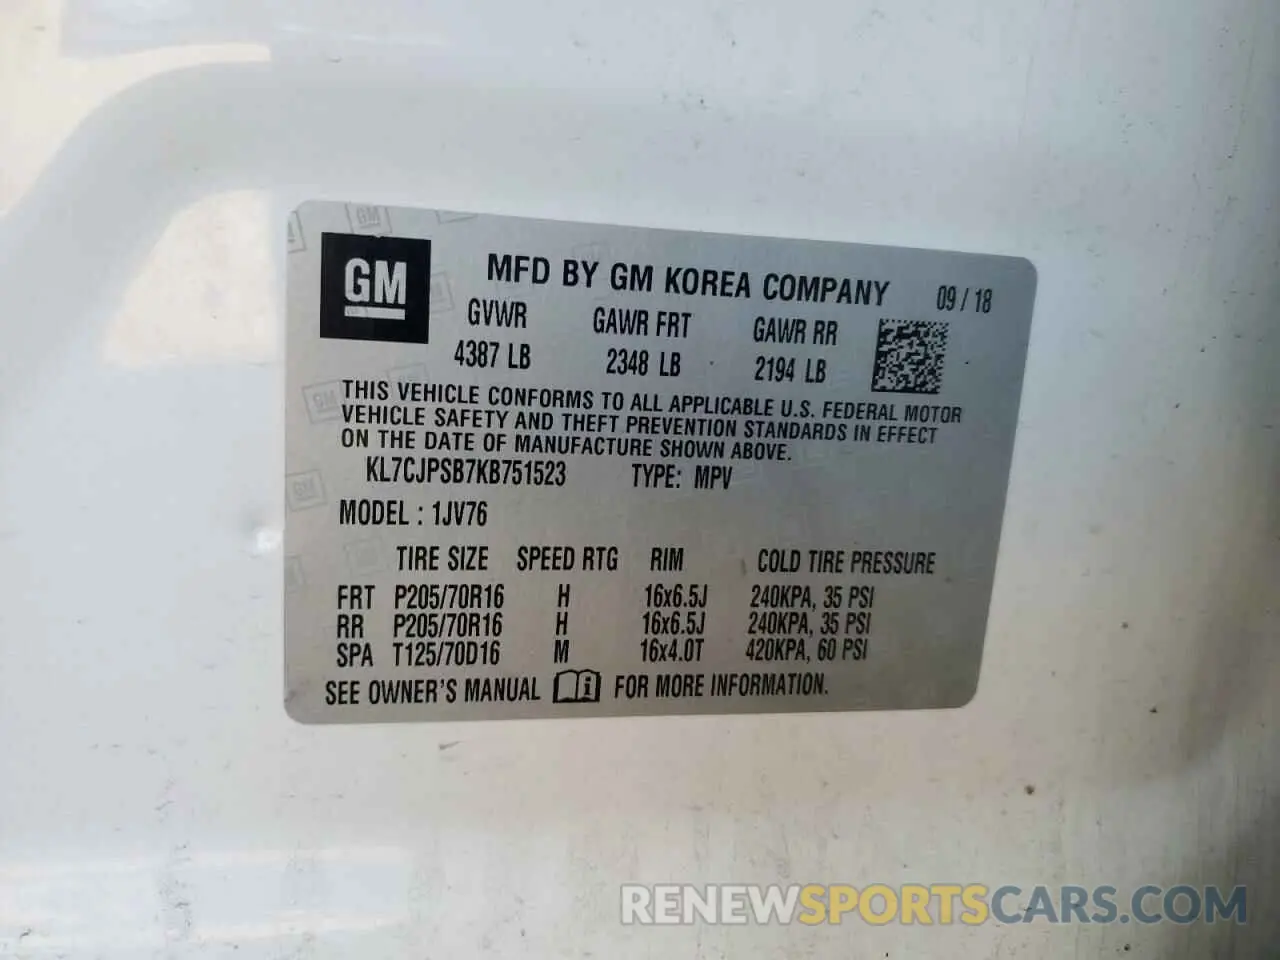 GM
MFD BY GM KOREA COMPANY 09 / 18
GVWR GAWR FRT GAWR RR
4387 LB 2348 LB 2194 LB
THIS VEHICLE CONFORMS TO ALL APPLICABLE U.S. FEDERAL MOTOR
VEHICLE SAFETY AND THEFT PREVENTION STANDARDS IN EFFECT
ON THE DATE OF MANUFACTURE SHOWN ABOVE.
KL7CJPSB7KB751523 TYPE: MPV
MODEL : 1JV76
TIRE SIZE SPEED RTG RIM COLD TIRE PRESSURE
FRT P205/70R16 H 16x6.5J 240KPA, 35 PSI
RR P205/70R16 H 16x6.5J 240KPA, 35 PSI
SPA T125/70D16 M 16x4.0T 420KPA, 60 PSI
SEE OWNER'S MANUAL i FOR MORE INFORMATION.
RENEWSPORTSCARS.COM